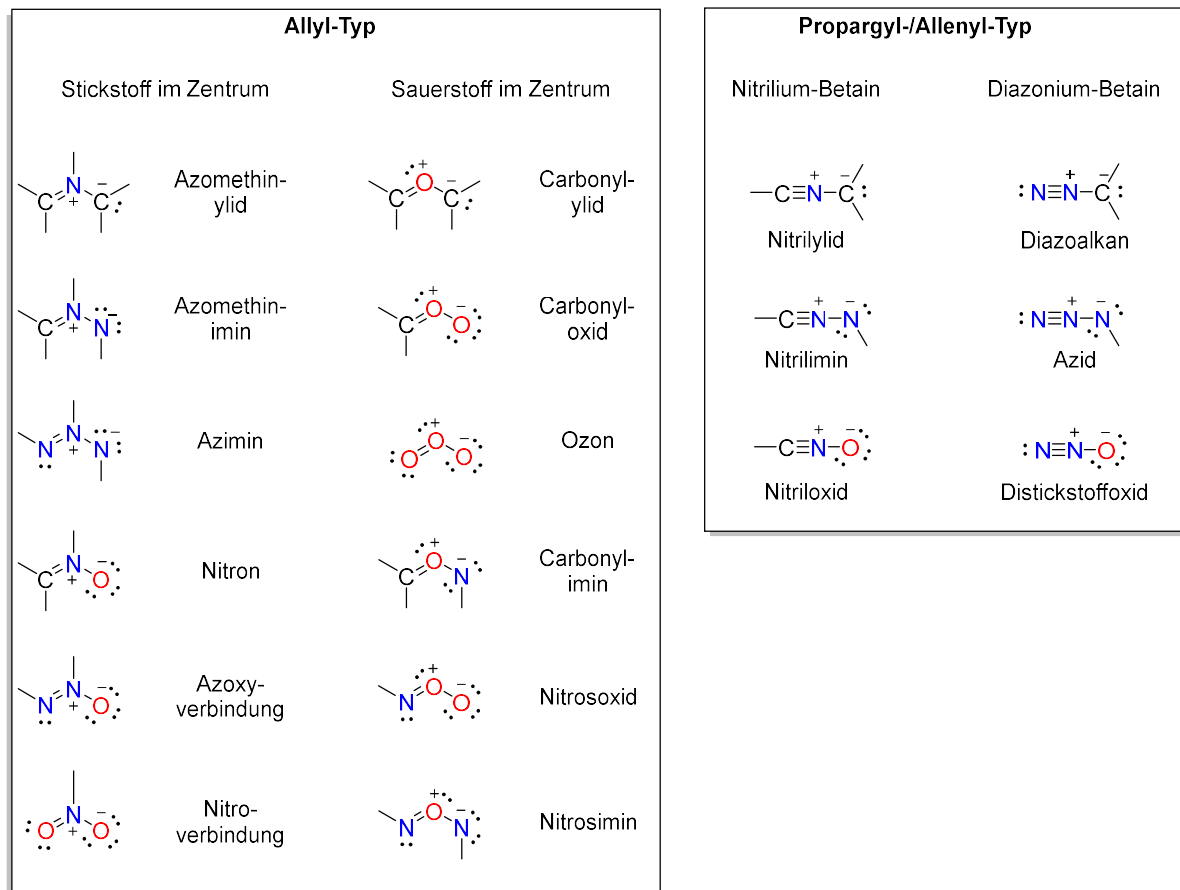 Allyl-Typ
Stickstoff im Zentrum
Sauerstoff im Zentrum
N
C
+
C
−
Azomethin-
ylid
+
O
C
C
−
Carbonyl-
ylid
N
C
+
N
−
Azomethin-
imin
+
O
C
O
−
Carbonyl-
oxid
N
N
+
N
−
Azimin
+
O
O
O
−
Ozon
N
C
+
O
−
Nitron
+
O
C
N
−
Carbonyl-
imin
N
N
+
O
−
Azoxy-
verbindung
+
O
N
O
−
Nitrosoxid
N
O
+
O
−
Nitro-
verbindung
+
O
N
N
−
Nitrosimin
Propargyl-/Allenyl-Typ
Nitrilium-Betain
Diazonium-Betain
+ −
C≡N−C
Nitrilylid
+ −
N≡N−C
Diazoalkan
+ −
C≡N−N
Nitrilimin
+ −
N≡N−N
Azid
+ −
C≡N−O
Nitriloxid
+ −
N≡N−O
Distickstoffoxid